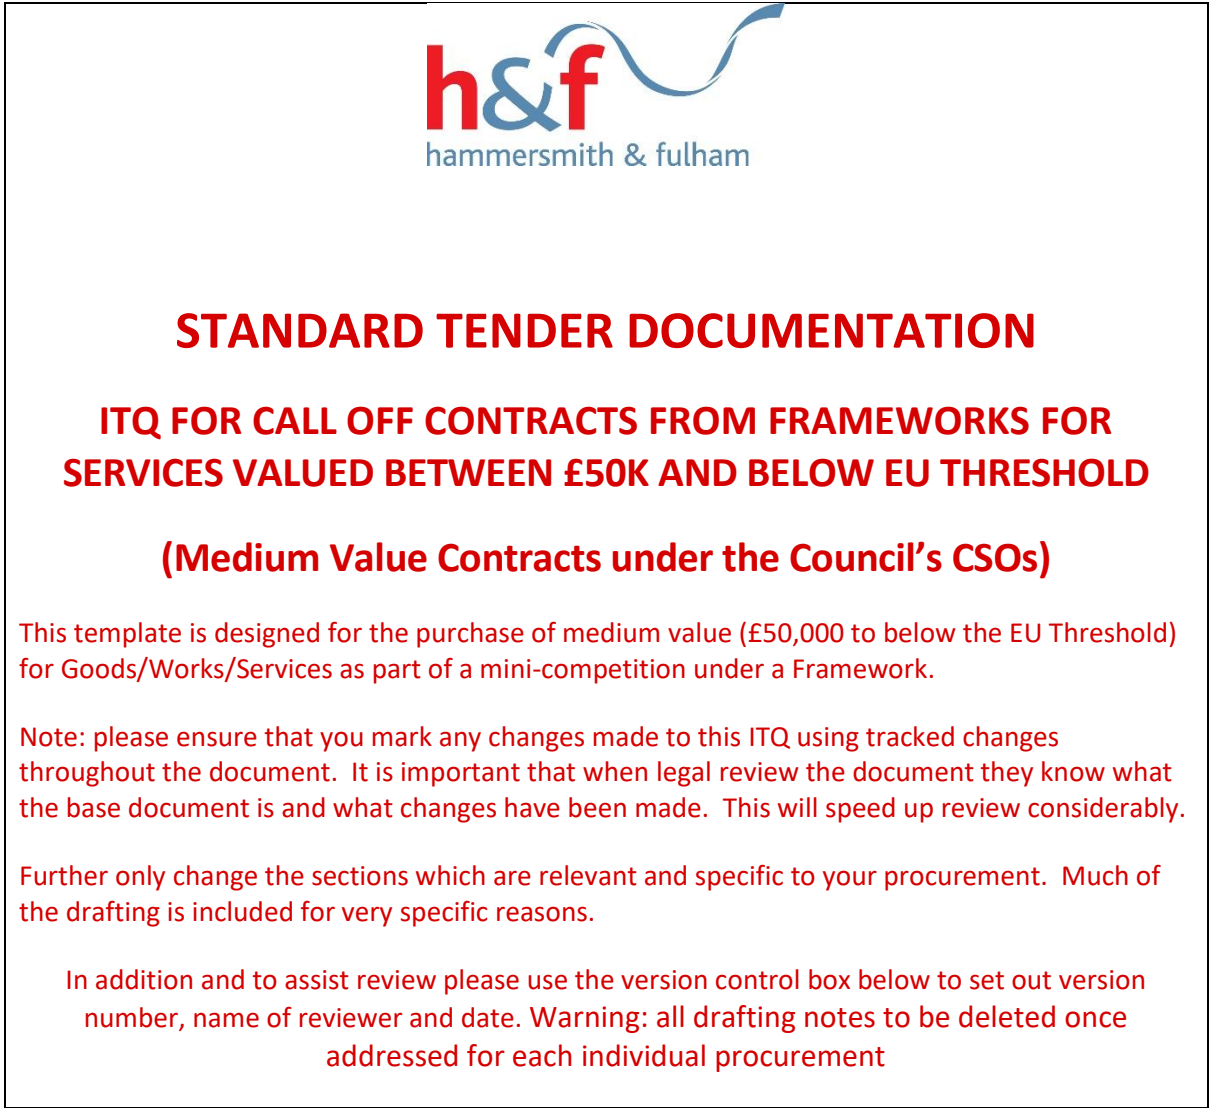 h&f
hammersmith & fulham
STANDARD TENDER DOCUMENTATION
ITQ FOR CALL OFF CONTRACTS FROM FRAMEWORKS FOR
SERVICES VALUED BETWEEN £50K AND BELOW EU THRESHOLD
(Medium Value Contracts under the Council’s CSOs)
This template is designed for the purchase of medium value (£50,000 to below the EU Threshold)
for Goods/Works/Services as part of a mini-competition under a Framework.
Note: please ensure that you mark any changes made to this ITQ using tracked changes
throughout the document.  It is important that when legal review the document they know what
the base document is and what changes have been made.  This will speed up review considerably.
Further only change the sections which are relevant and specific to your procurement.  Much of
the drafting is included for very specific reasons.
In addition and to assist review please use the version control box below to set out version
number, name of reviewer and date. Warning: all drafting notes to be deleted once
addressed for each individual procurement